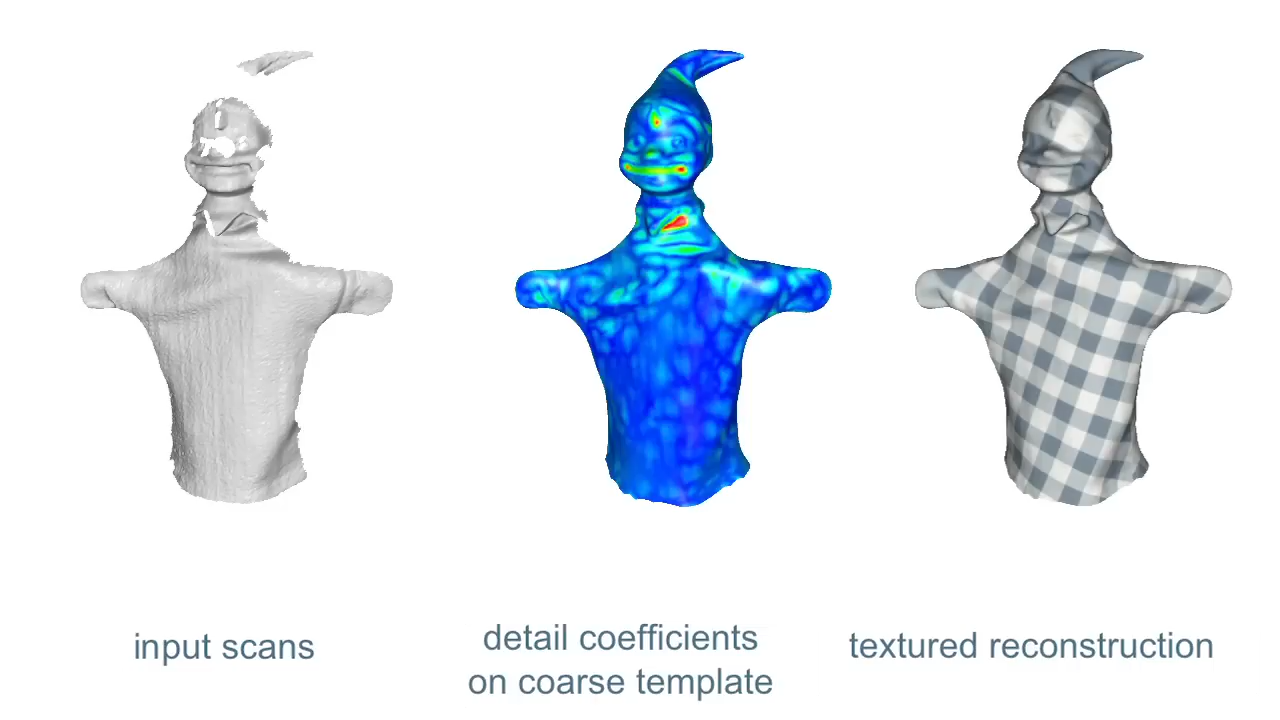 input scans
detail coefficients
on coarse template
textured reconstruction